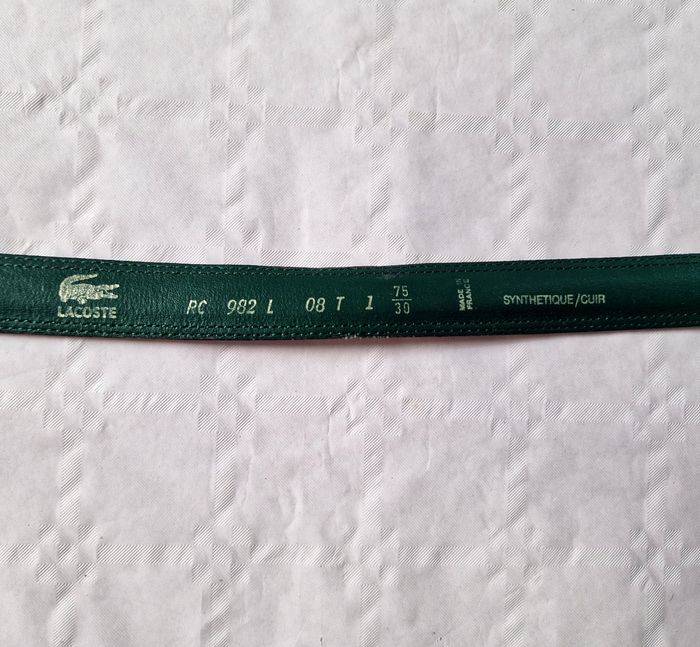 LACOSTE
RC 982 L 08 T 1 75/30
MADE IN FRANCE
SYNTHETIQUE/CUIR